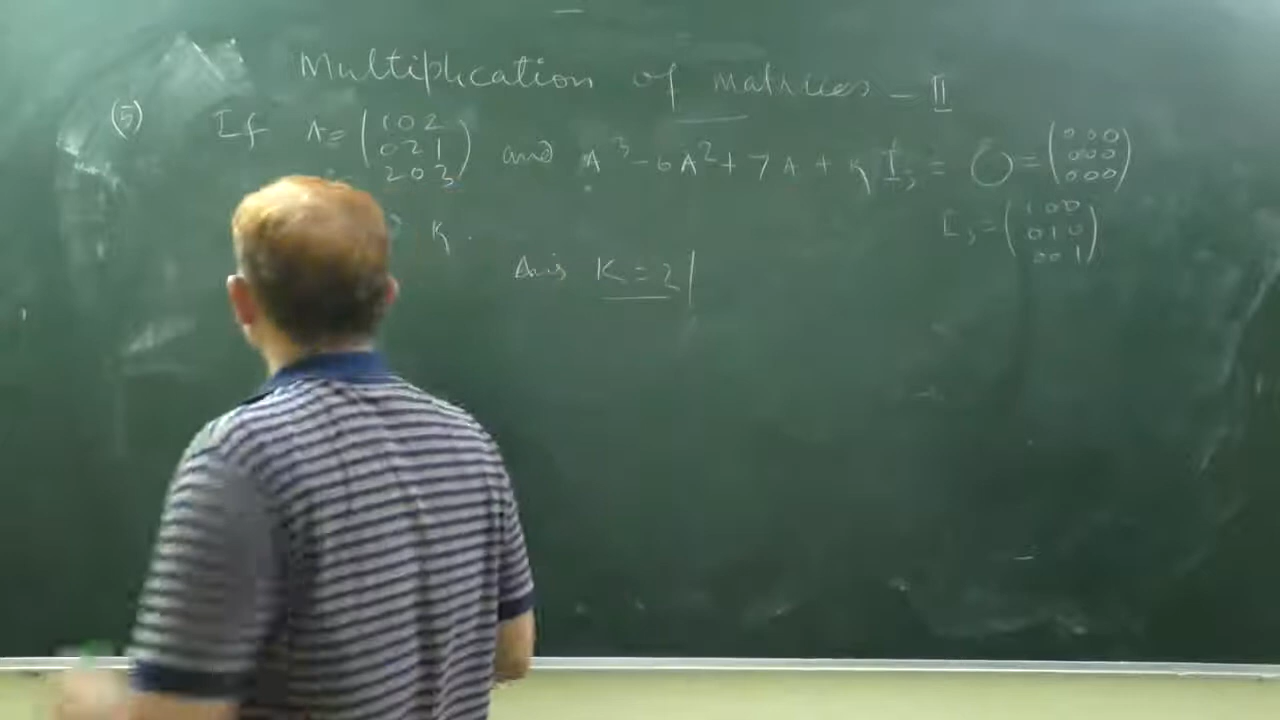 Multiplication of matrices - II
(5) If A = (1 0 2 and A³ - 6A² + 7A + K I₃ = O = (0 0 0
0 2 1 0 0 0
2 0 3) 0 0 0)
K. I₃ = (1 0 0
0 1 0
0 0 1)
Ans K = 2